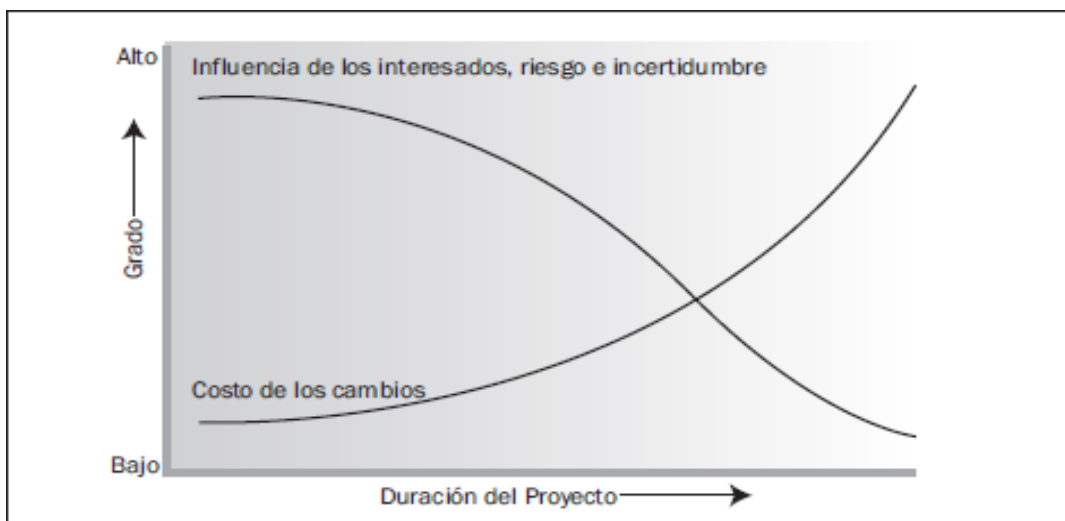 Alto
Influencia de los interesados, riesgo e incertidumbre
Grado
Costo de los cambios
Bajo
Duración del Proyecto